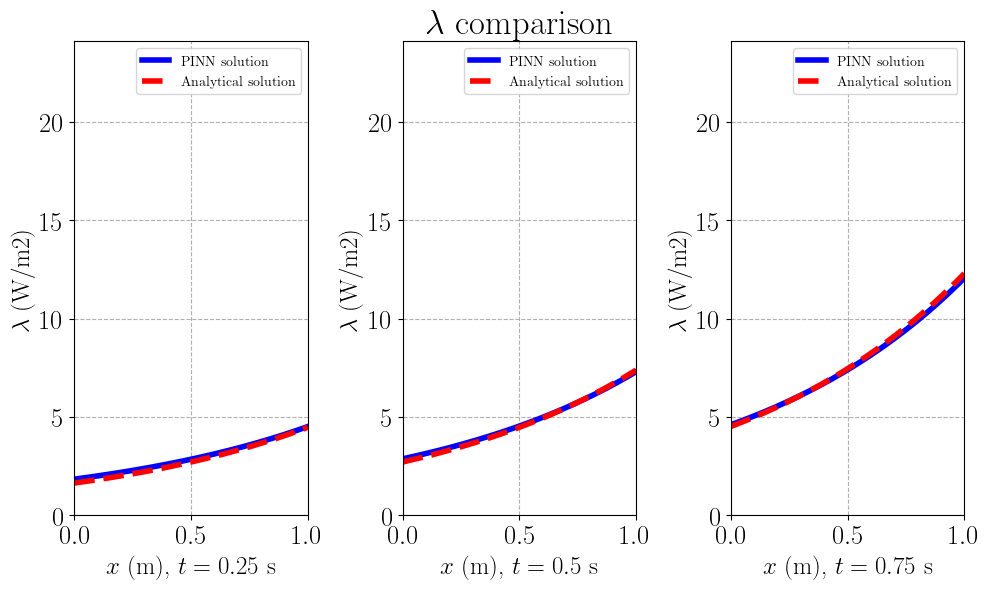 λ comparison
λ (W/m2)
20
15
10
5
0
0.0 0.5 1.0
x (m), t = 0.25 s
PINN solution
Analytical solution
λ (W/m2)
20
15
10
5
0
0.0 0.5 1.0
x (m), t = 0.5 s
PINN solution
Analytical solution
λ (W/m2)
20
15
10
5
0
0.0 0.5 1.0
x (m), t = 0.75 s
PINN solution
Analytical solution